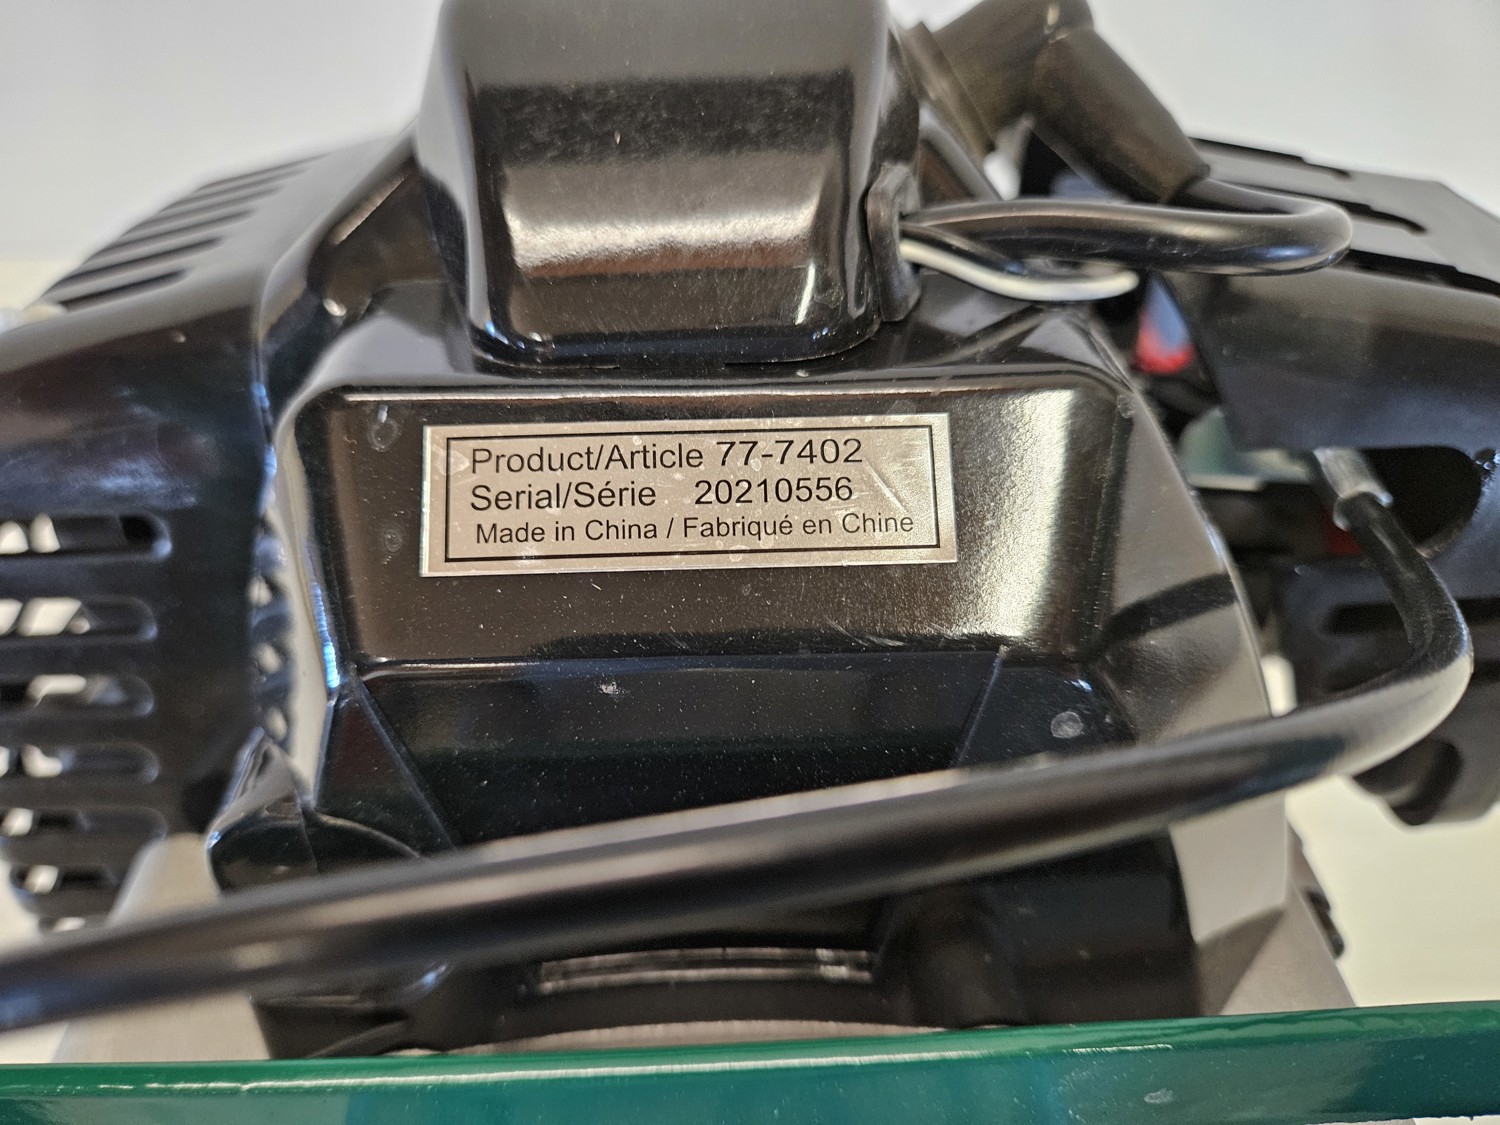 Product/Article 77-7402
Serial/Série 20210556
Made in China / Fabriqué en Chine